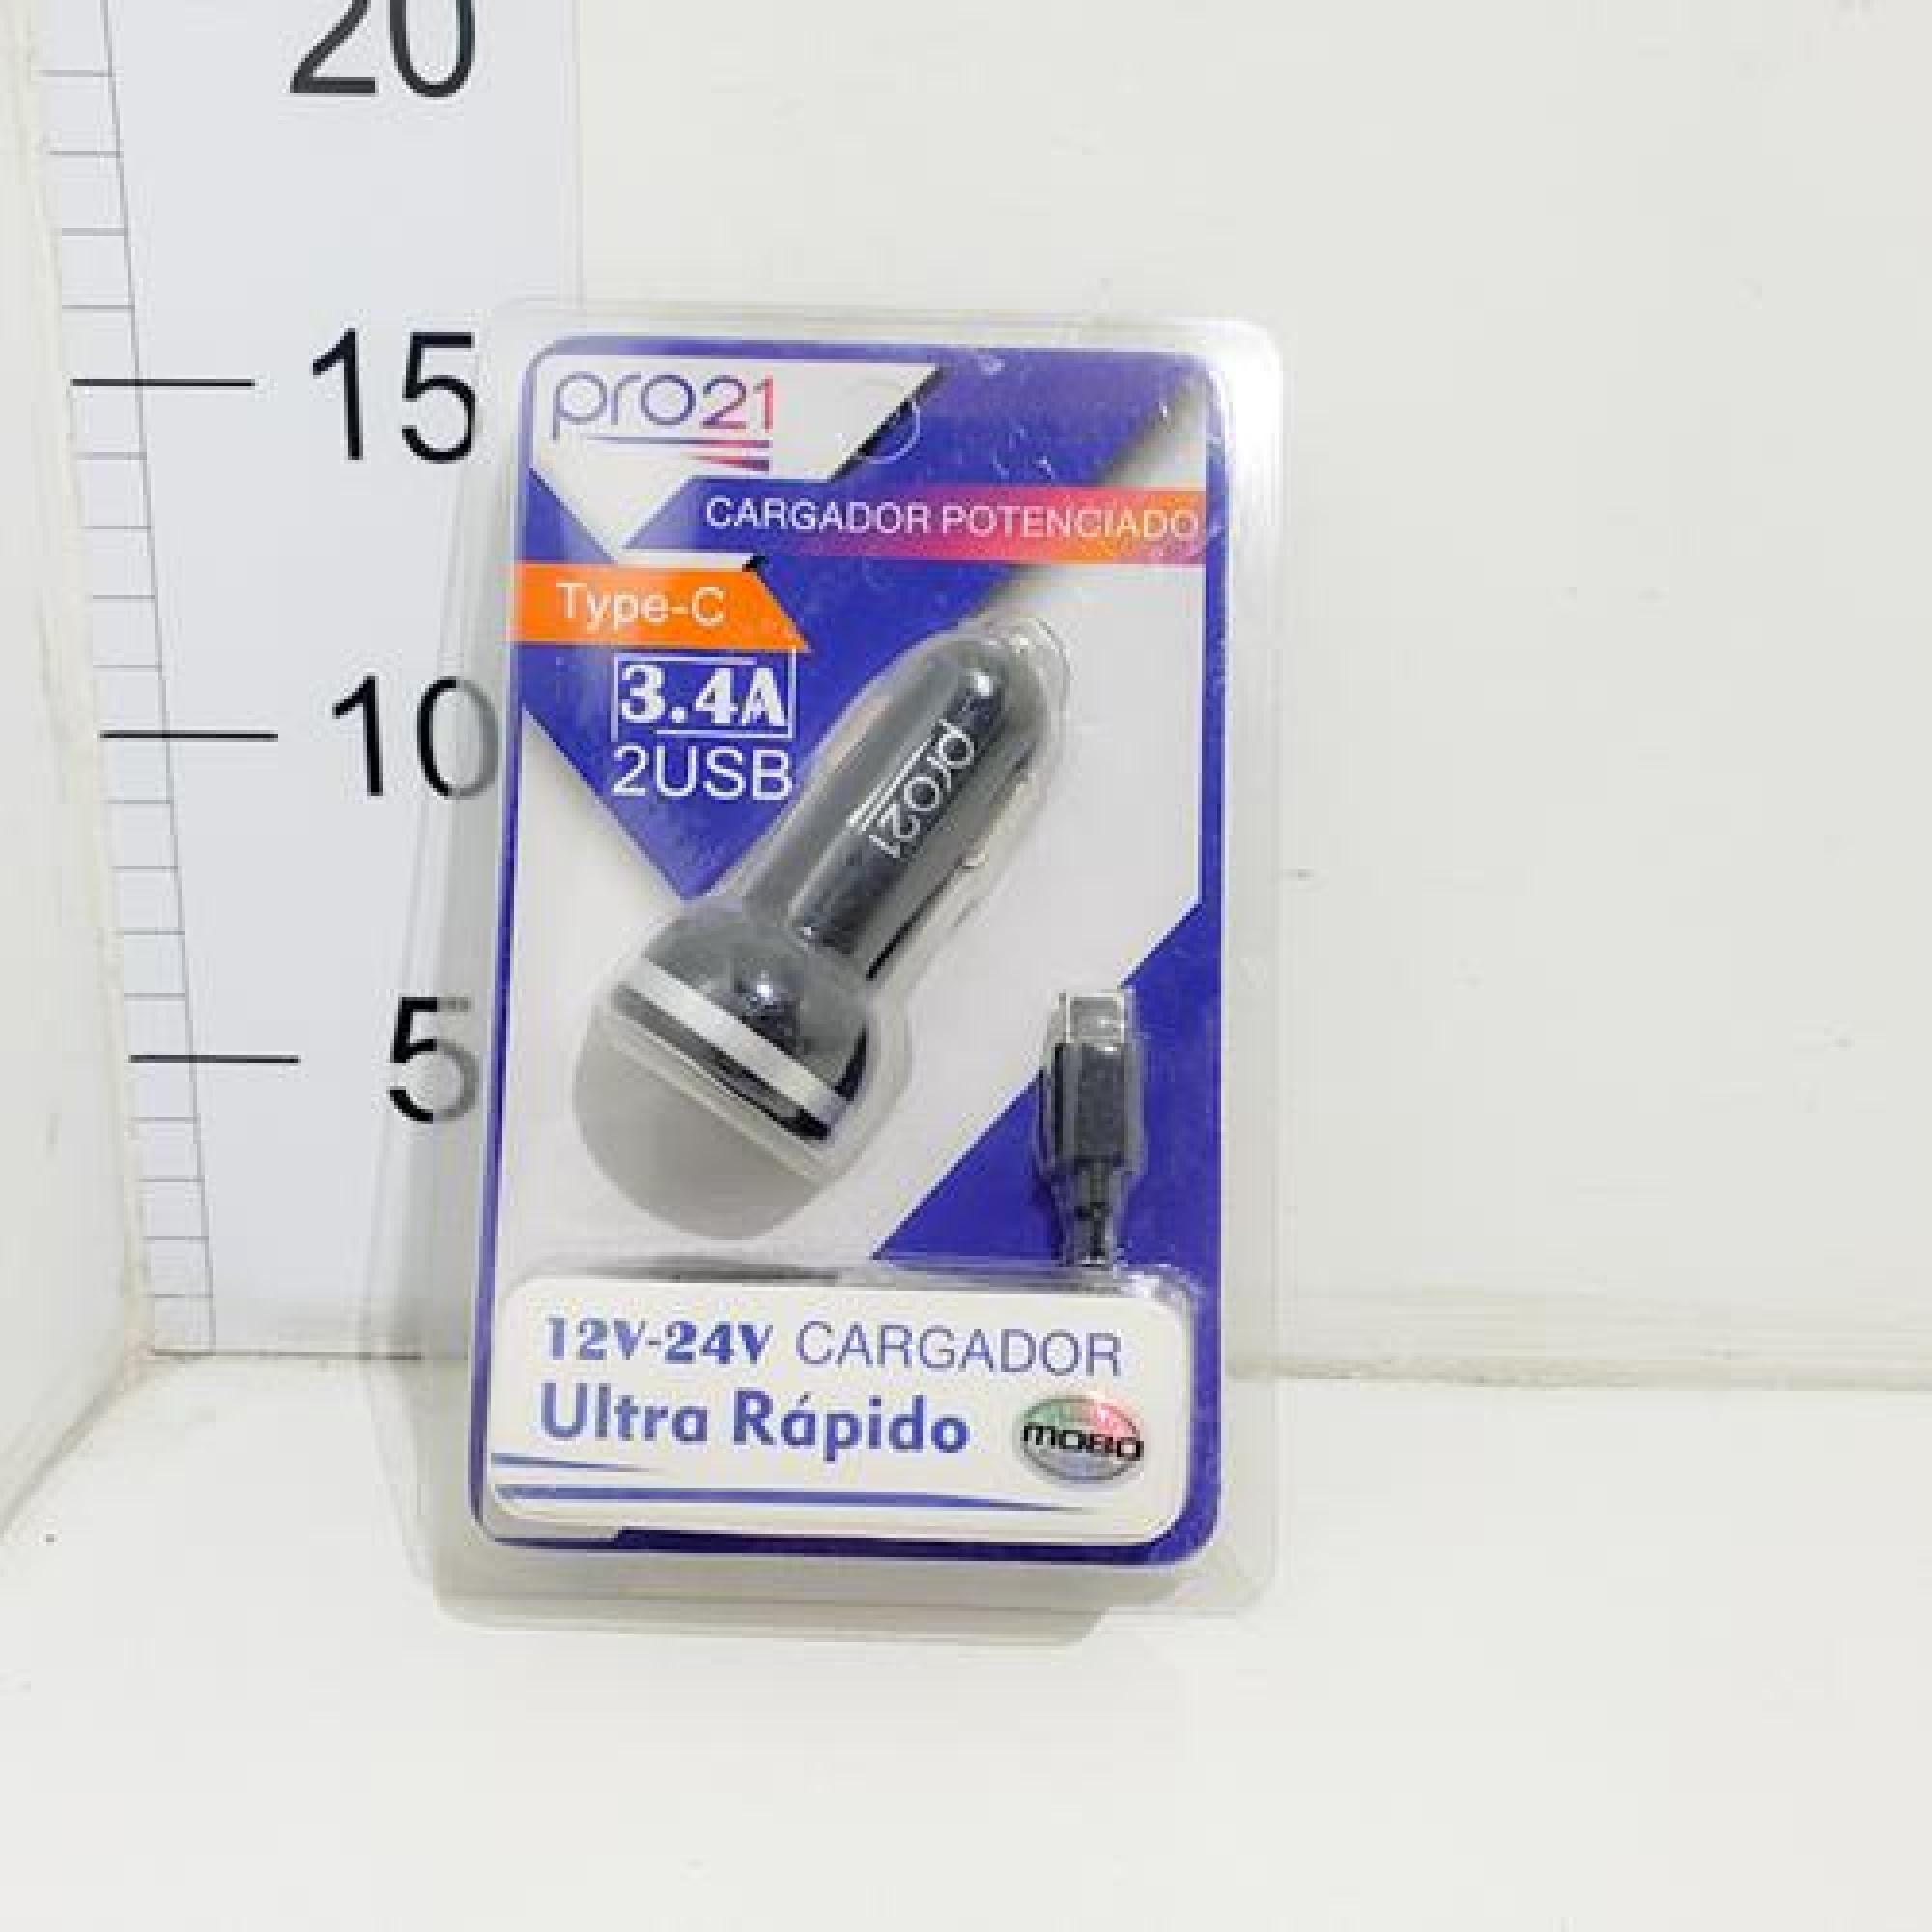 20
15
10
5
pro21
CARGADOR POTENCIADO
Type-C
3.4A
2USB
pro21
12V-24V CARGADOR
Ultra Rápido
MOBO